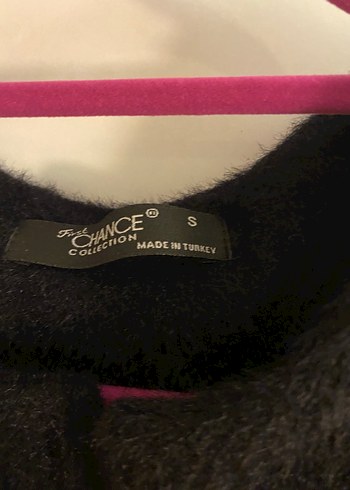 First
CHANCE® S
COLLECTION MADE IN TURKEY